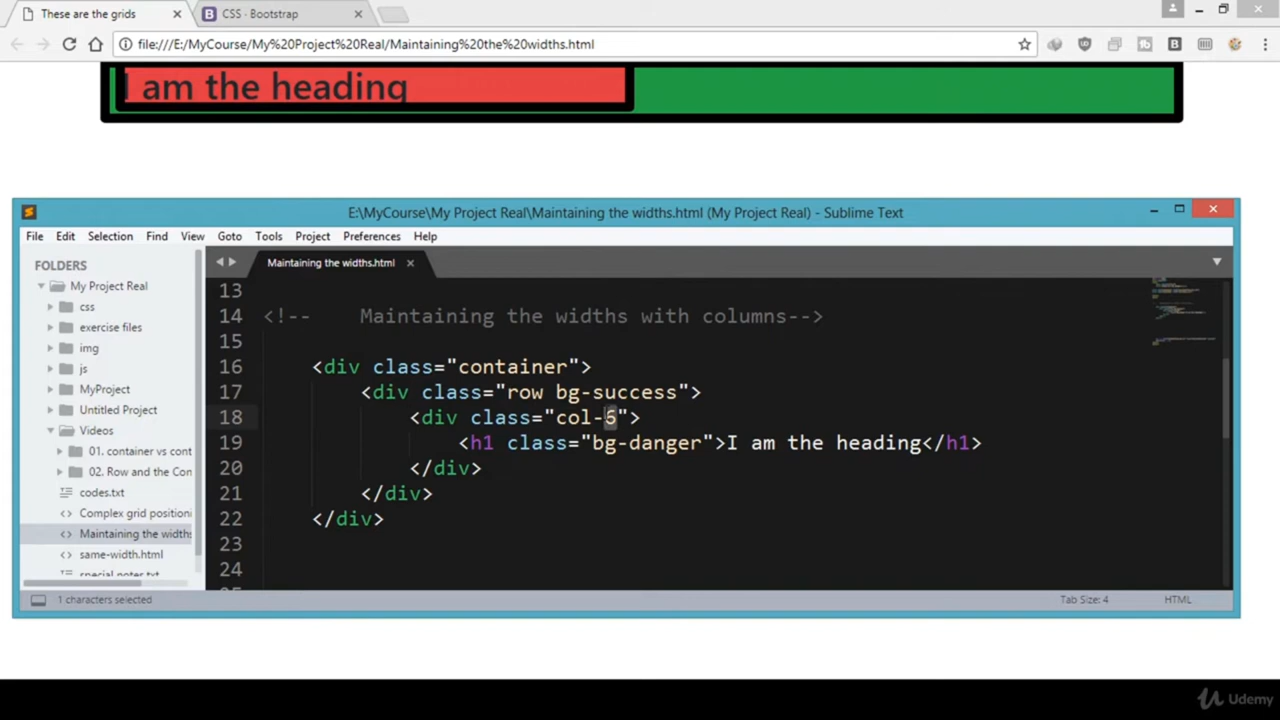 These are the grids
CSS · Bootstrap
file:///E:/MyCourse/My%20Project%20Real/Maintaining%20the%20widths.html
I am the heading
E:\MyCourse\My Project Real\Maintaining the widths.html (My Project Real) - Sublime Text
File Edit Selection Find View Goto Tools Project Preferences Help
FOLDERS
My Project Real
css
exercise files
img
js
MyProject
Untitled Project
Videos
01. container vs cont
02. Row and the Con
codes.txt
Complex grid positioni
Maintaining the widths
same-width.html
special notes.txt
Maintaining the widths.html
13
14 <!-- Maintaining the widths with columns-->
15
16 <div class="container">
17 <div class="row bg-success">
18 <div class="col-6">
19 <h1 class="bg-danger">I am the heading</h1>
20 </div>
21 </div>
22 </div>
23
24
1 characters selected
Tab Size: 4
HTML
Udemy